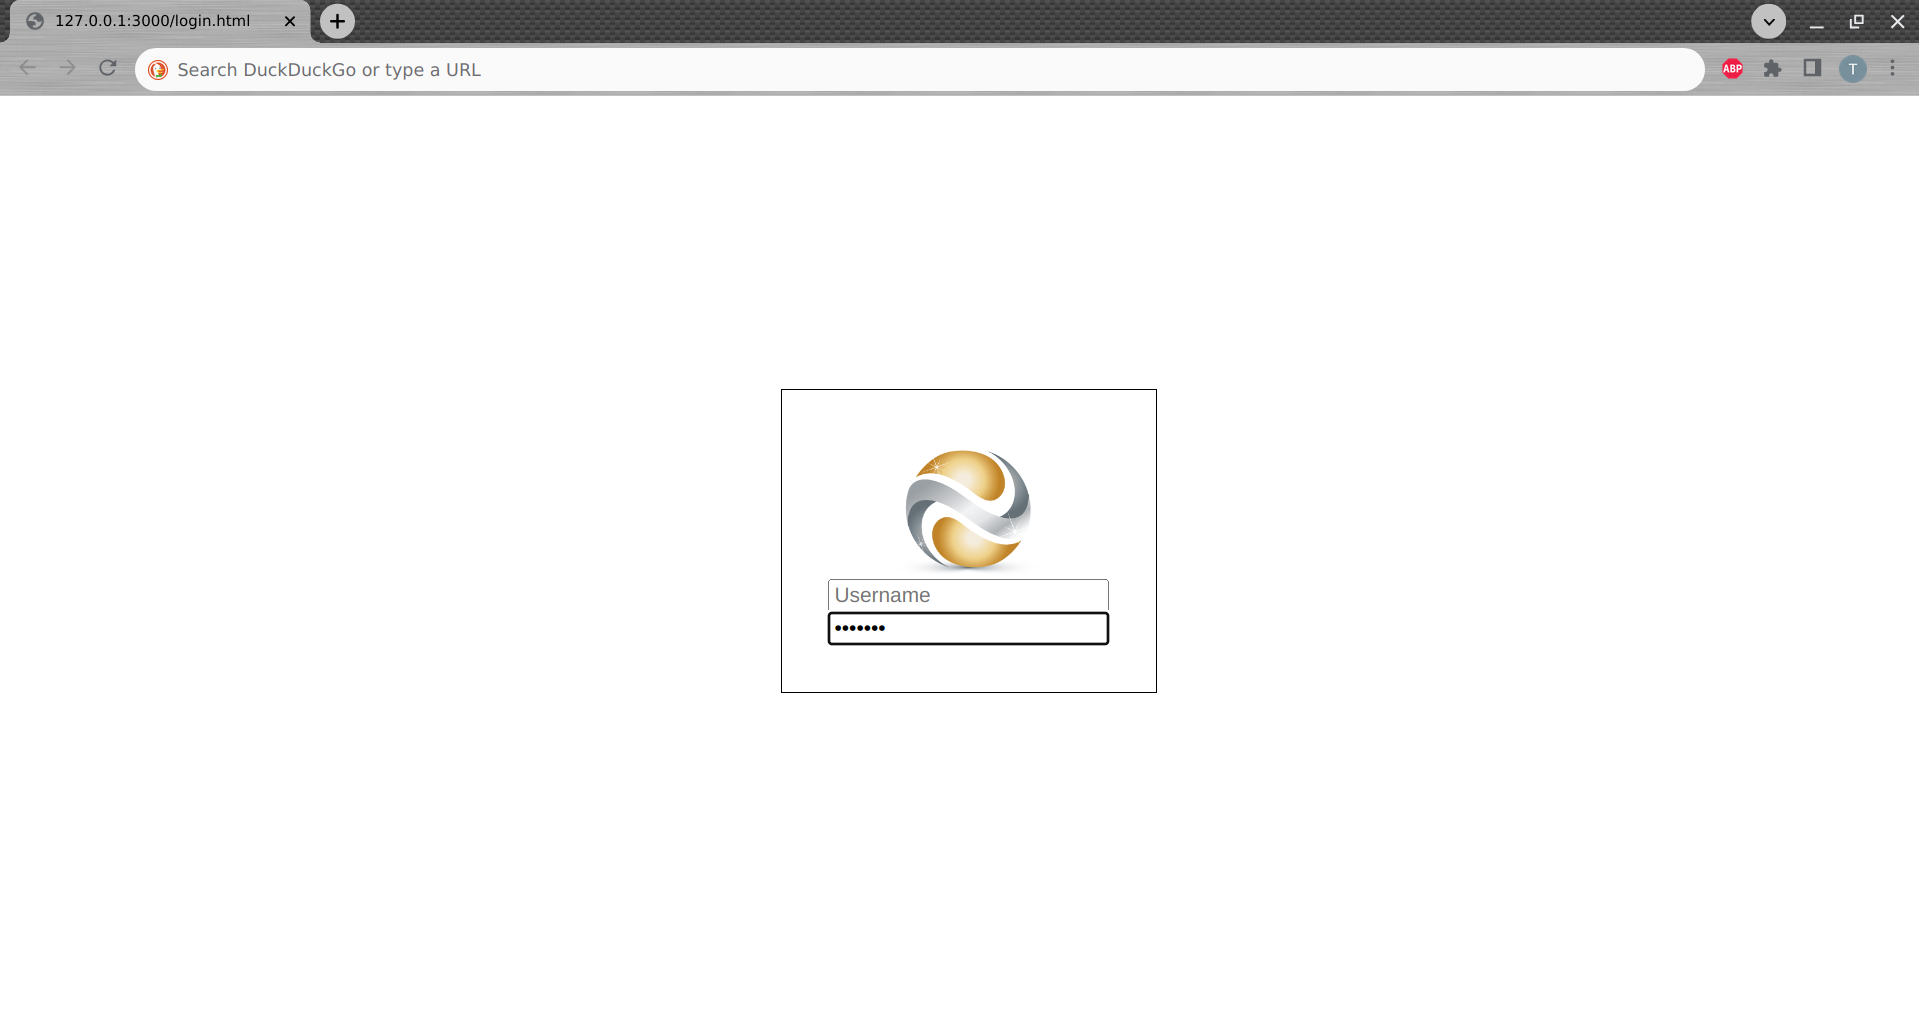 127.0.0.1:3000/login.html
Search DuckDuckGo or type a URL
ABP
T
Username
•••••••